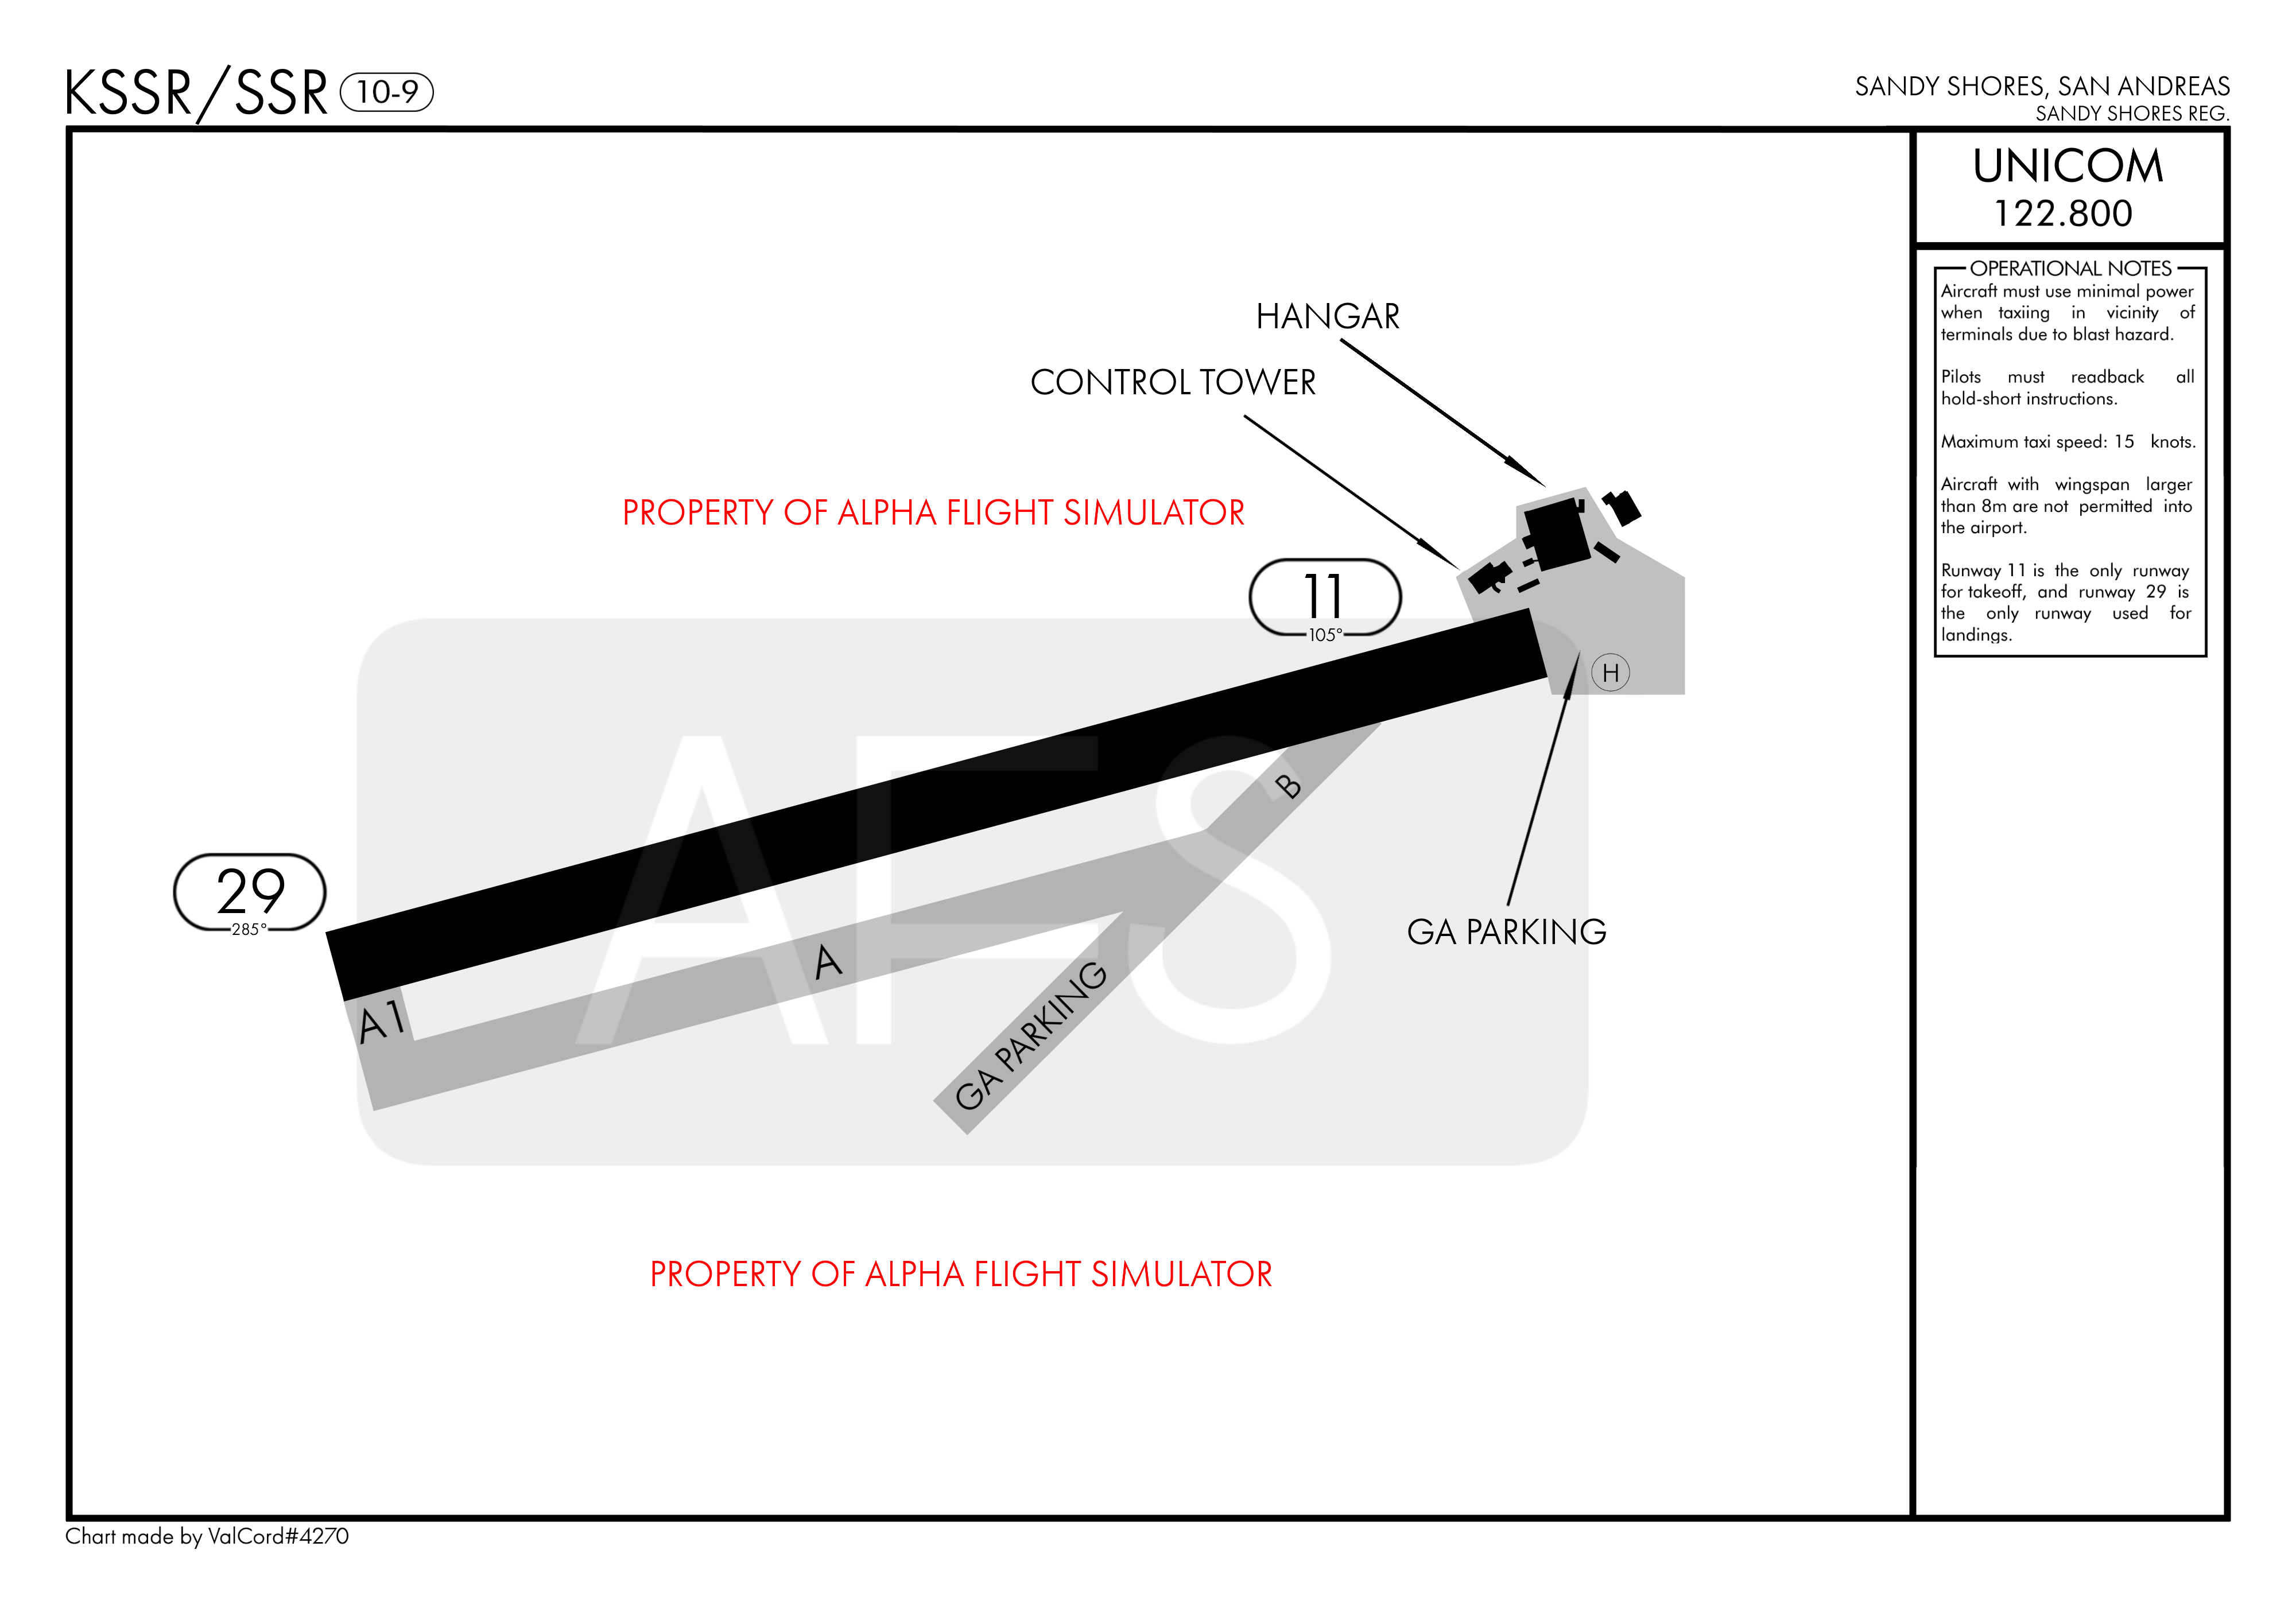 KSSR/SSR 10-9
SANDY SHORES, SAN ANDREAS
SANDY SHORES REG.
UNICOM
122.800
OPERATIONAL NOTES
Aircraft must use minimal power
when taxiing in vicinity of
terminals due to blast hazard.
Pilots must readback all
hold-short instructions.
Maximum taxi speed: 15 knots.
Aircraft with wingspan larger
than 8m are not permitted into
the airport.
Runway 11 is the only runway
for takeoff, and runway 29 is
the only runway used for
landings.
HANGAR
CONTROL TOWER
PROPERTY OF ALPHA FLIGHT SIMULATOR
11
105°
H
AFS
B
29
285°
GA PARKING
A
A1
GA PARKING
PROPERTY OF ALPHA FLIGHT SIMULATOR
Chart made by ValCord#4270